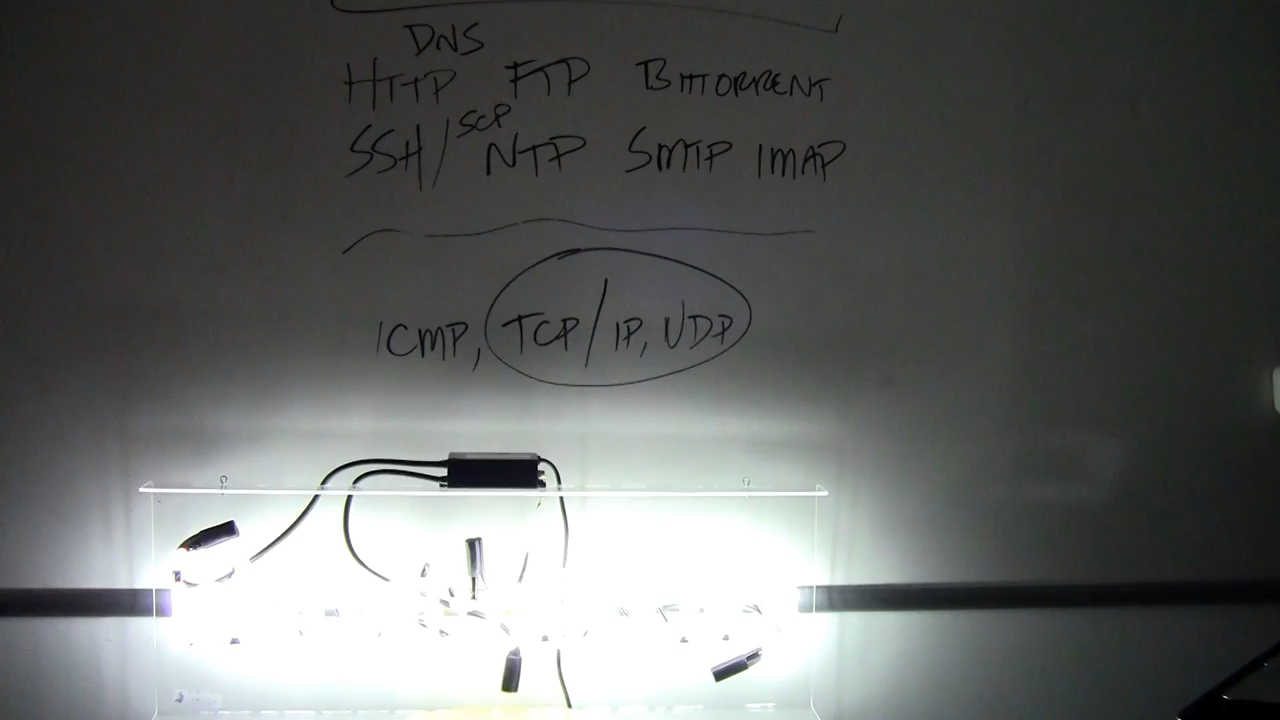 DNS
HTTP FTP BITTORRENT
SSH/SCP NTP SMTP IMAP
ICMP, TCP/IP, UDP